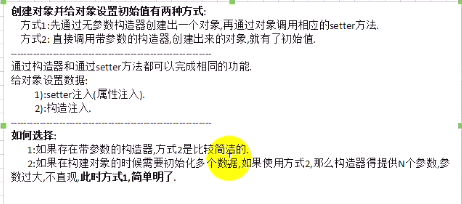 创建对象并给对象设置初始值有两种方式:
方式1:先通过无参数构造器创建出一个对象,再通过对象调用相应的setter方法.
方式2: 直接调用带参数的构造器,创建出来的对象,就有了初始值.
--------------------------------------------------------
通过构造器和通过setter方法都可以完成相同的功能.
给对象设置数据:
1):setter注入(属性注入).
2):构造注入.
--------------------------------------------------------
如何选择:
1:如果存在带参数的构造器,方式2是比较简洁的.
2:如果在构建对象的时候需要初始化多个数据,如果使用方式2,那么构造器得提供N个参数,参数过大,不直观,此时方式1,简单明了.